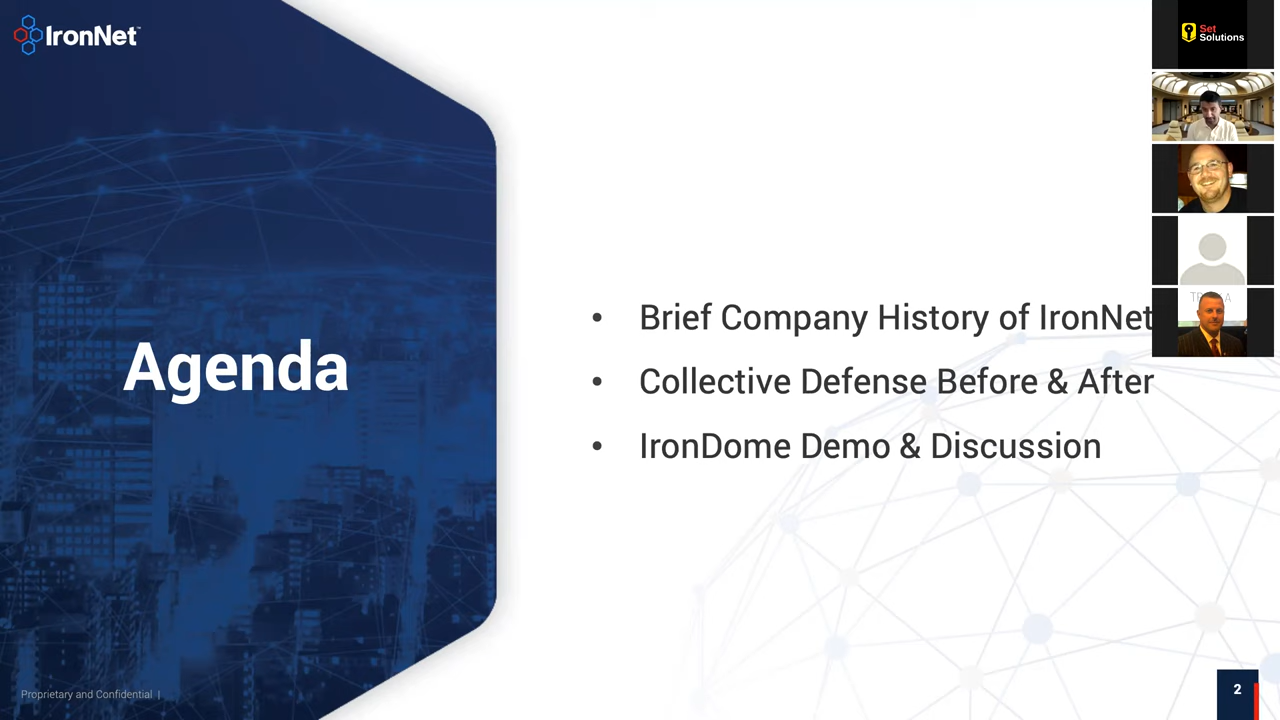 IronNet™
Set
Solutions
Agenda
• Brief Company History of IronNet
• Collective Defense Before & After
• IronDome Demo & Discussion
Proprietary and Confidential |
2